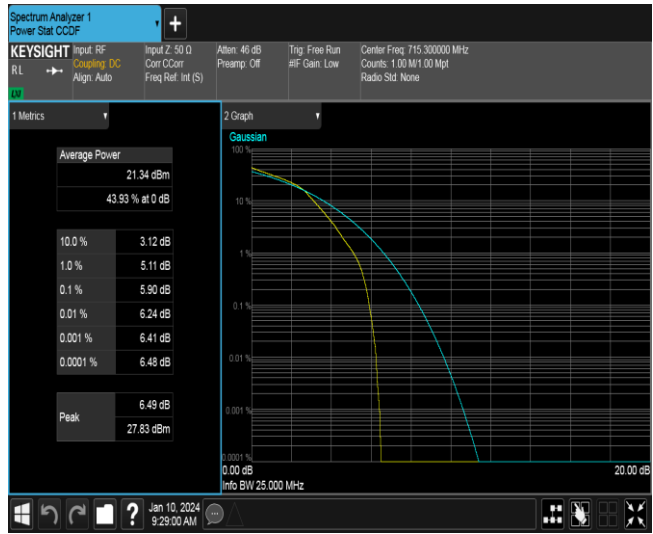 Spectrum Analyzer 1
Power Stat CCDF
+
KEYSIGHT
RL
LXI
Input: RF
Coupling: DC
Align: Auto
Input Z: 50 Ω
Corr CCorr
Freq Ref: Int (S)
Atten: 46 dB
Preamp: Off
Trig: Free Run
#IF Gain: Low
Center Freq: 715.300000 MHz
Counts: 1.00 M/1.00 Mpt
Radio Std: None
1 Metrics
Average Power
21.34 dBm
43.93 % at 0 dB
10.0 % 3.12 dB
1.0 % 5.11 dB
0.1 % 5.90 dB
0.01 % 6.24 dB
0.001 % 6.41 dB
0.0001 % 6.48 dB
Peak
6.49 dB
27.83 dBm
2 Graph
Gaussian
100 %
10 %
1 %
0.1 %
0.01 %
0.001 %
0.0001 %
0.00 dB
20.00 dB
Info BW 25.000 MHz
?
Jan 10, 2024
9:29:00 AM